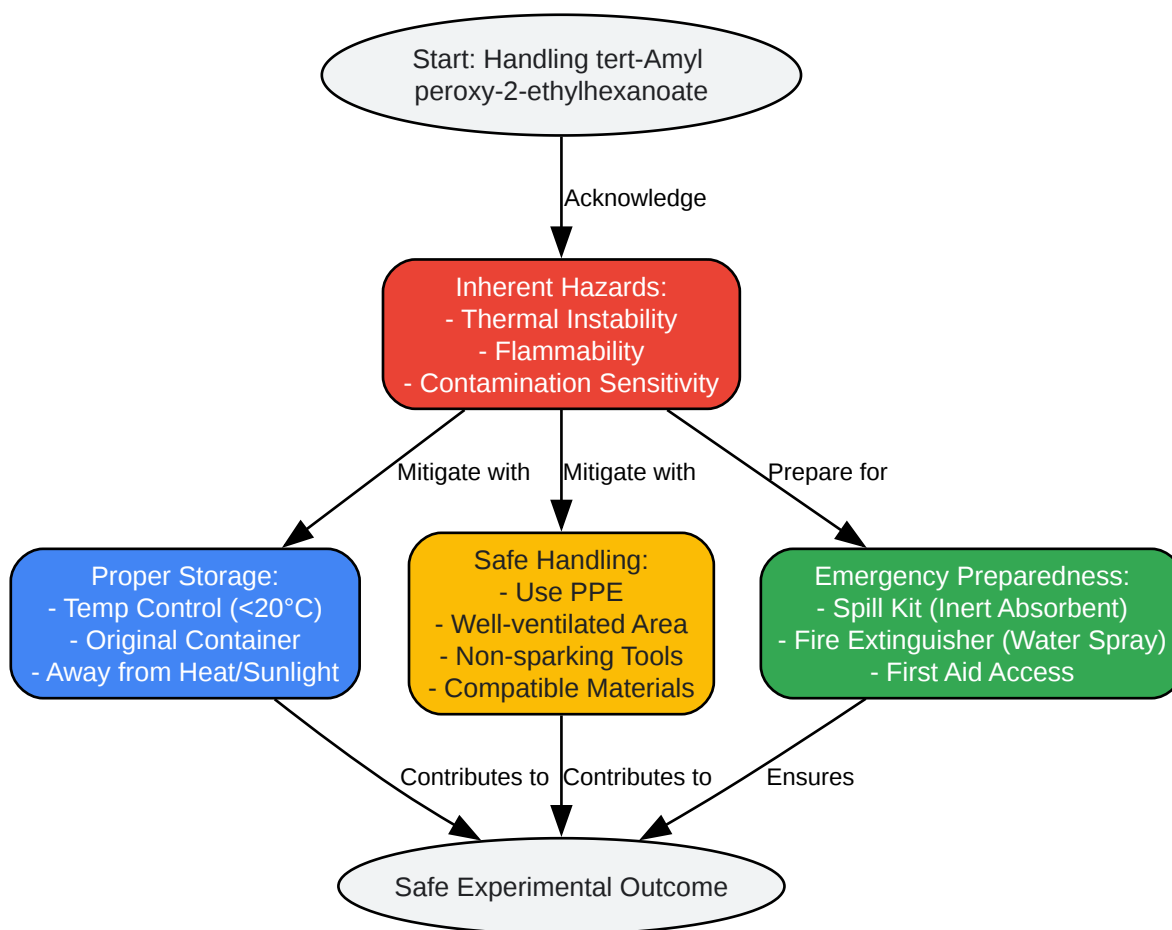 Start: Handling tert-Amyl
peroxy-2-ethylhexanoate
Acknowledge
Inherent Hazards:
- Thermal Instability
- Flammability
- Contamination Sensitivity
Mitigate with
Mitigate with
Prepare for
Proper Storage:
- Temp Control (<20°C)
- Original Container
- Away from Heat/Sunlight
Safe Handling:
- Use PPE
- Well-ventilated Area
- Non-sparking Tools
- Compatible Materials
Emergency Preparedness:
- Spill Kit (Inert Absorbent)
- Fire Extinguisher (Water Spray)
- First Aid Access
Contributes to
Contributes to
Ensures
Safe Experimental Outcome